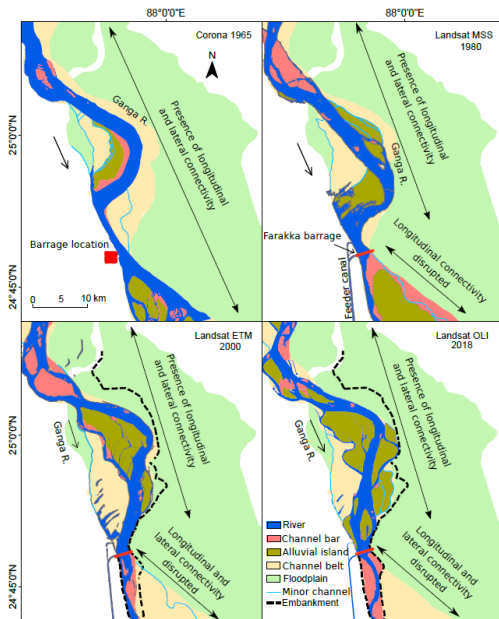 88°0'0"E
88°0'0"E
Corona 1965
N
Ganga R.
Presence of longitudinal
and lateral connectivity
25°0'0"N
Barrage location
24°45'0"N
0 5 10 km
Landsat MSS
1980
Presence of longitudinal
and lateral connectivity
Ganga R.
Farakka barrage
Longitudinal connectivity
disrupted
Feeder canal
Landsat ETM
2000
Presence of longitudinal
and lateral connectivity
25°0'0"N
Ganga R.
Longitudinal and
lateral connectivity
disrupted
24°45'0"N
Landsat OLI
2018
Presence of longitudinal
and lateral connectivity
Ganga R.
Longitudinal and
lateral connectivity
disrupted
River
Channel bar
Alluvial island
Channel belt
Floodplain
Minor channel
Embankment